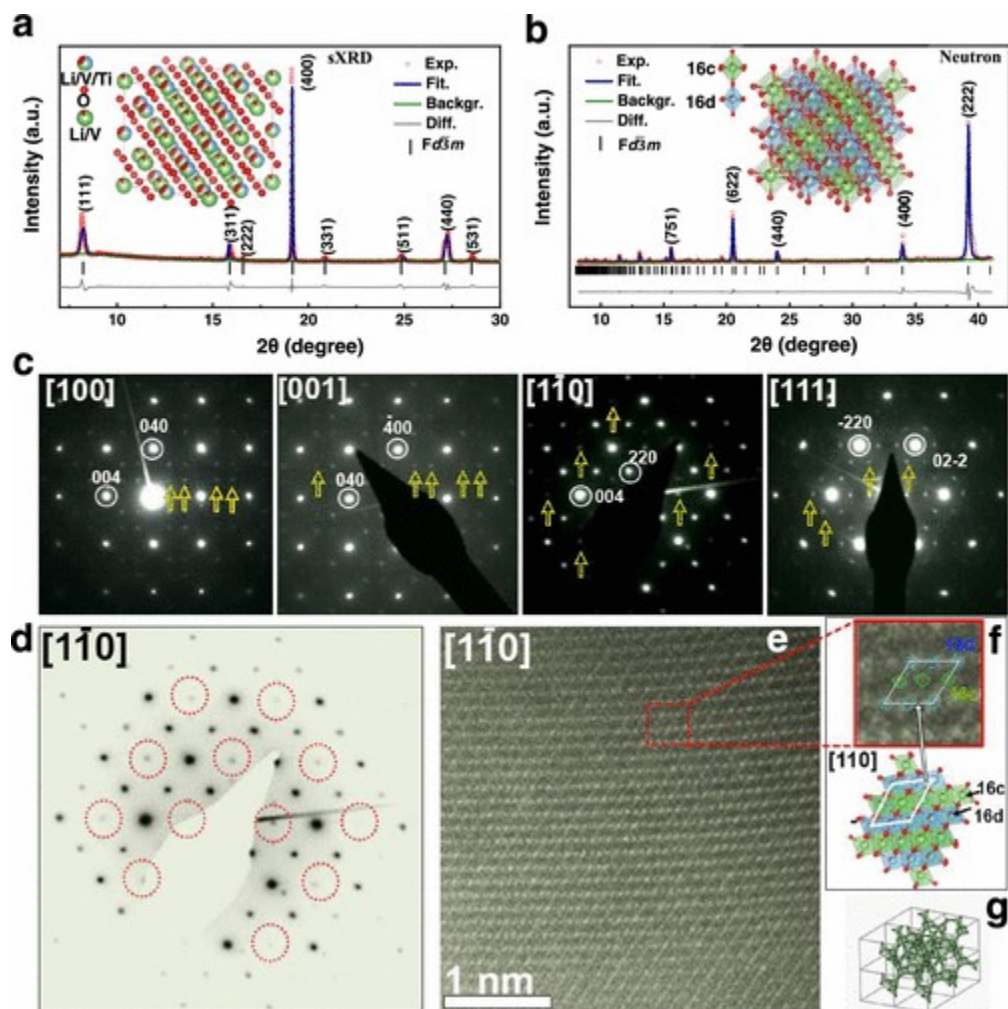 a
sXRD
Li/V/Ti
O
Li/V
Exp.
Fit.
Backgr.
Diff.
Fd3̄m
(111)
(311)
(222)
(400)
(331)
(511)
(440)
(531)
Intensity (a.u.)
10 15 20 25 30
2θ (degree)
b
Neutron
Exp.
Fit.
Backgr.
Diff.
Fd3̄m
16c
16d
(751)
(622)
(440)
(400)
(222)
Intensity (a.u.)
10 15 20 25 30 35 40
2θ (degree)
c
[100]
040
004
[001]
4̄00
040
[11̄0]
220
004
[111]
-220
02-2
d
[11̄0]
[11̄0]
e
1 nm
f
16d
16c
[110]
16c
16d
g